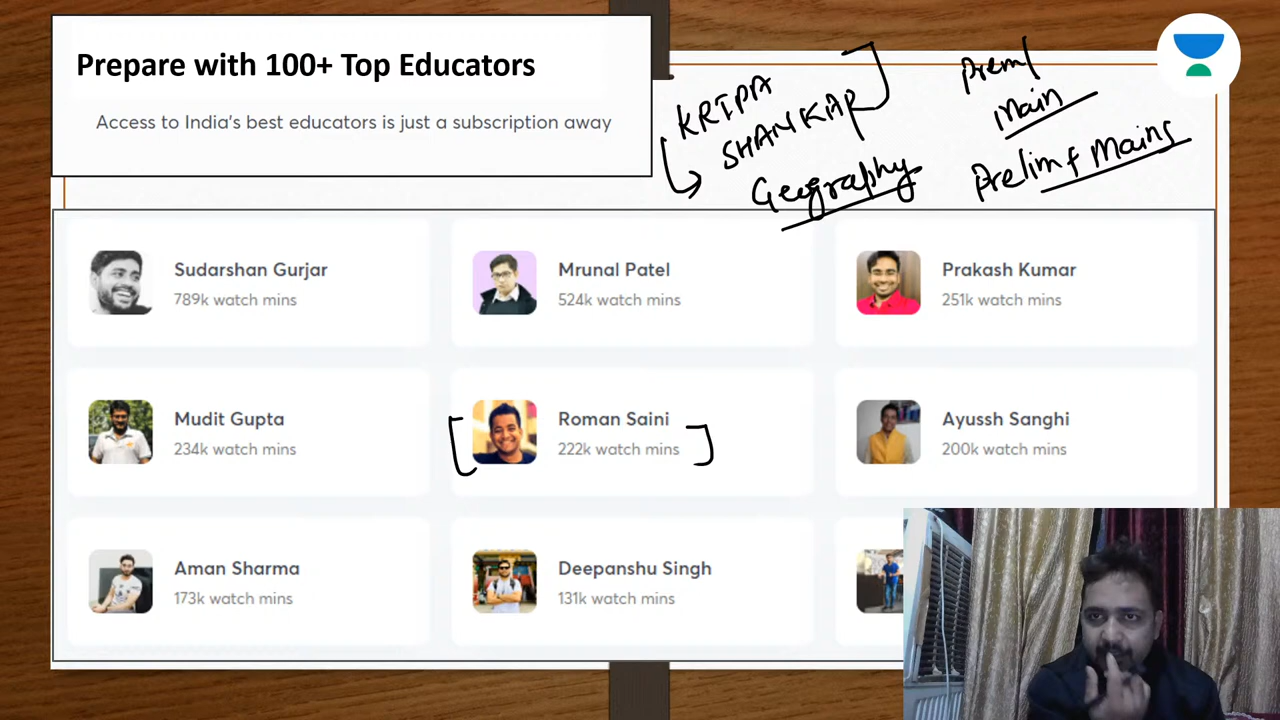 Prepare with 100+ Top Educators
Access to India's best educators is just a subscription away
KRIPA
SHANKAR
Geography
Prem/
Main
Prelim f Mains
Sudarshan Gurjar
789k watch mins
Mrunal Patel
524k watch mins
Prakash Kumar
251k watch mins
Mudit Gupta
234k watch mins
Roman Saini
222k watch mins
Ayussh Sanghi
200k watch mins
Aman Sharma
173k watch mins
Deepanshu Singh
131k watch mins